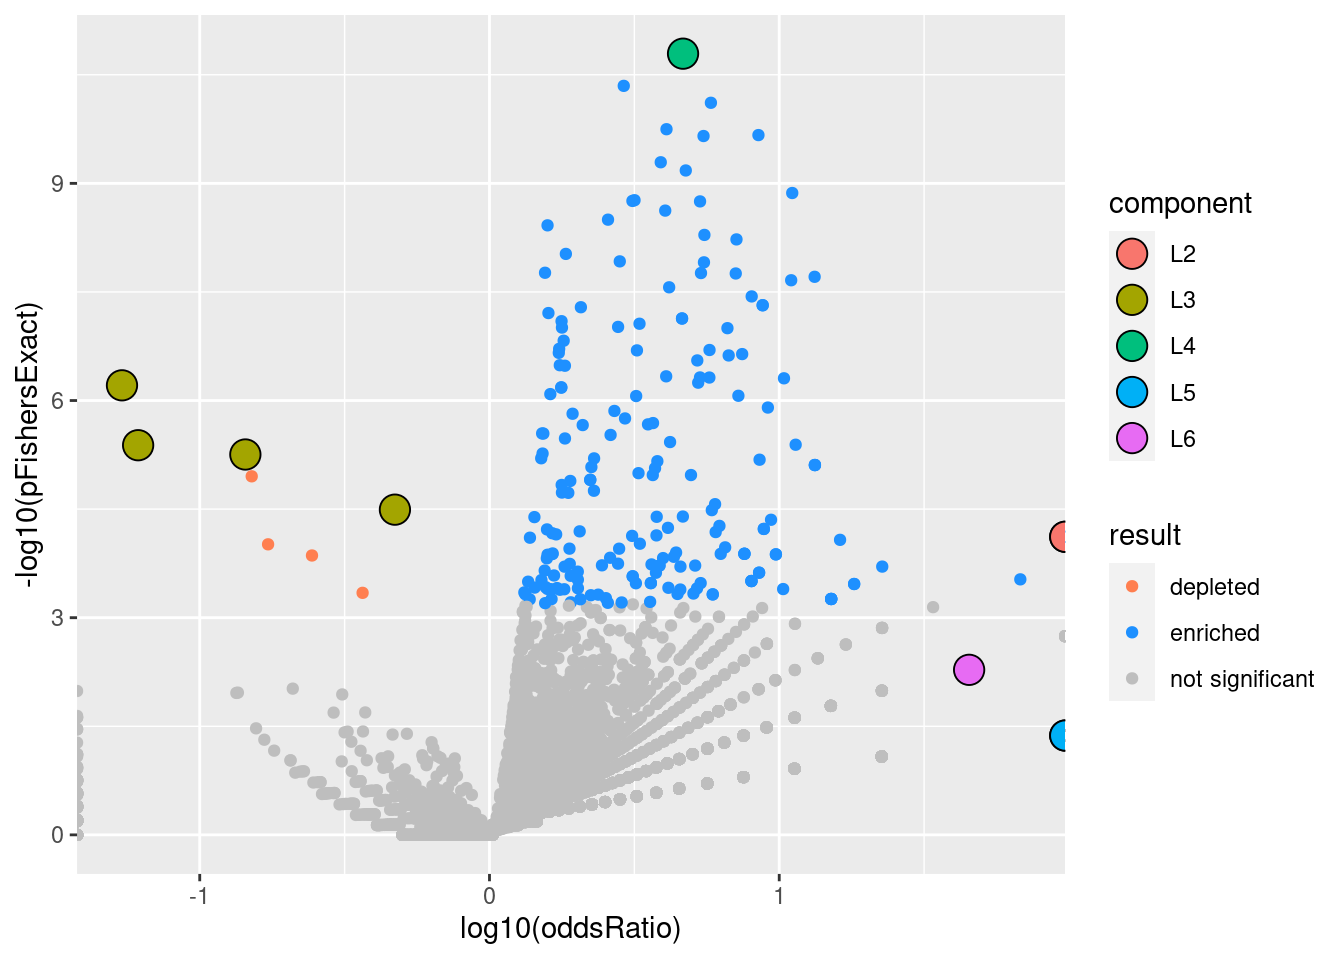 -log10(pFishersExact)
9
6
3
0
-1
0
1
log10(oddsRatio)
component
L2
L3
L4
L5
L6
result
depleted
enriched
not significant